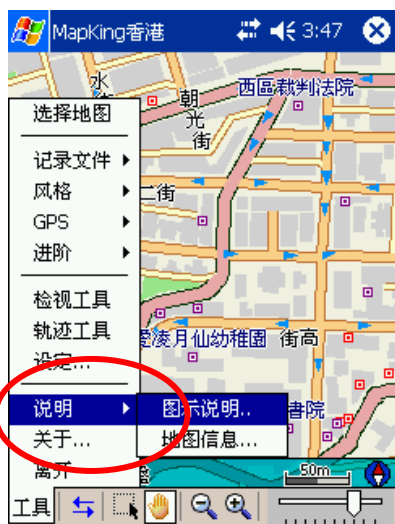 MapKing香港
3:47
水
朝光街
西區裁判法院
选择地图
记录文件
风格
二街
GPS
进阶
检视工具
轨迹工具
凌月仙幼稚園
街高
设定...
说明
图示说明..
書院
关于...
地图信息...
离开
50m
工具